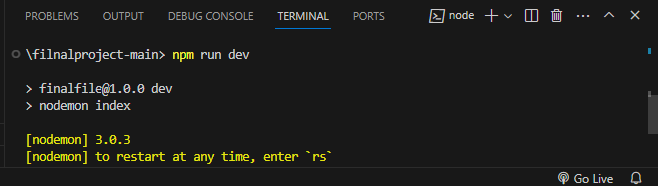 PROBLEMS OUTPUT DEBUG CONSOLE TERMINAL PORTS node
\filnalproject-main> npm run dev
> finalfile@1.0.0 dev
> nodemon index
[nodemon] 3.0.3
[nodemon] to restart at any time, enter `rs`
Go Live